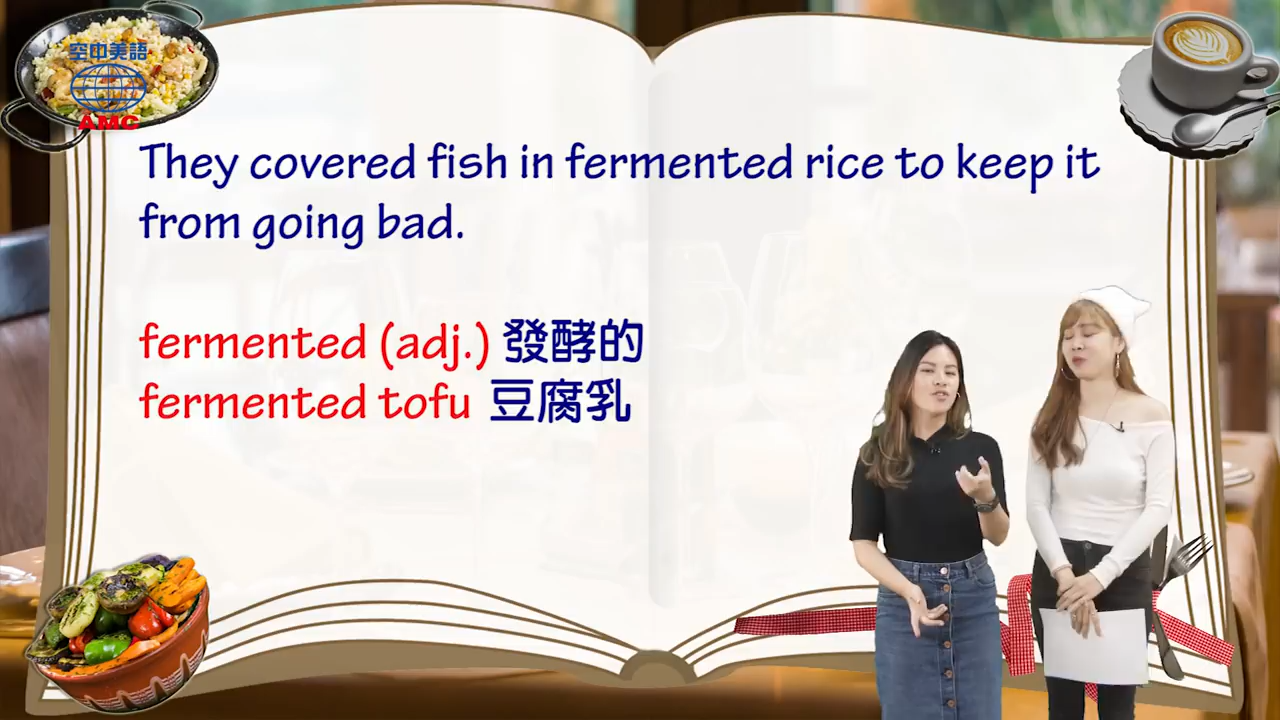 空中美語
AMC
They covered fish in fermented rice to keep it
from going bad.
fermented (adj.) 發酵的
fermented tofu 豆腐乳